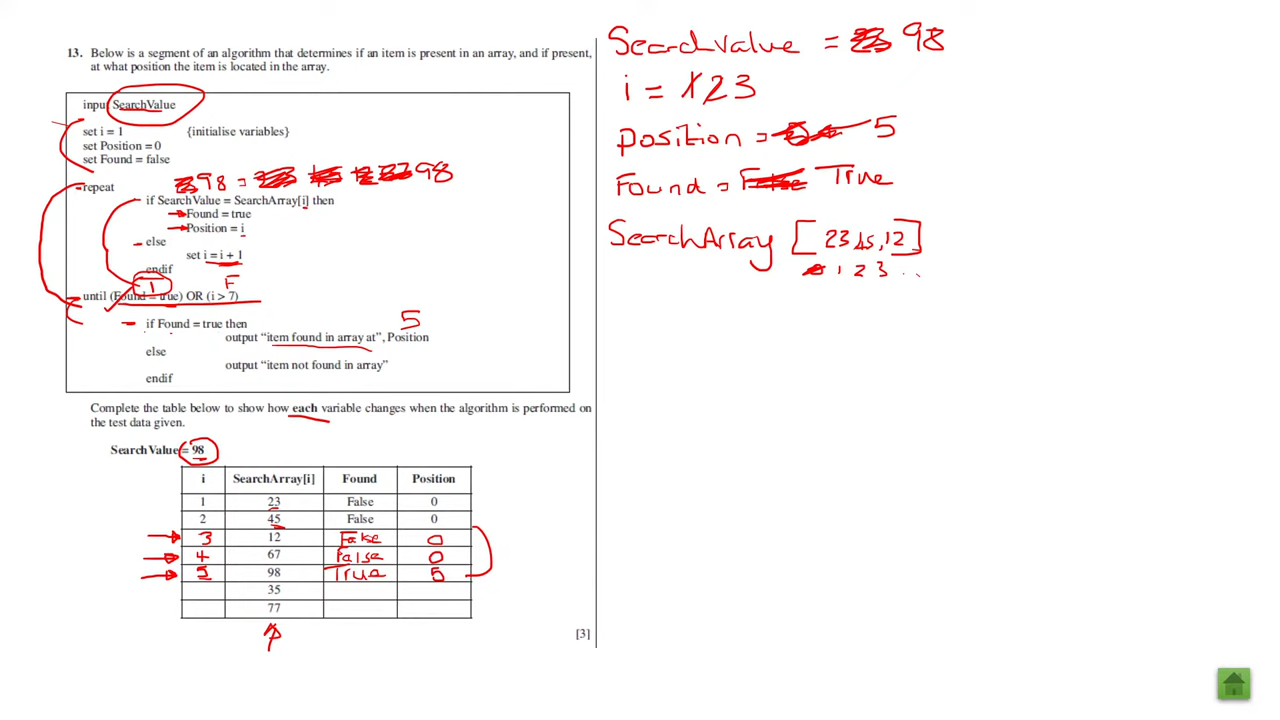 13. Below is a segment of an algorithm that determines if an item is present in an array, and if present,
at what position the item is located in the array.
input SearchValue
set i = 1 {initialise variables}
set Position = 0
set Found = false
98 = 98
repeat
if SearchValue = SearchArray[i] then
Found = true
Position = i
else
set i = i + 1
endif
1 F
until (Found = true) OR (i > 7)
if Found = true then
5
output “item found in array at”, Position
else
output “item not found in array”
endif
Complete the table below to show how each variable changes when the algorithm is performed on
the test data given.
SearchValue = 98
i SearchArray[i] Found Position
1 23 False 0
2 45 False 0
3 12 False 0
4 67 False 0
5 98 True 5
35
77
[3]
SearchValue = 98
i = 1 2 3
position = 5
Found = False True
SearchArray [ 23 45, 12 ]
1 2 3 ...